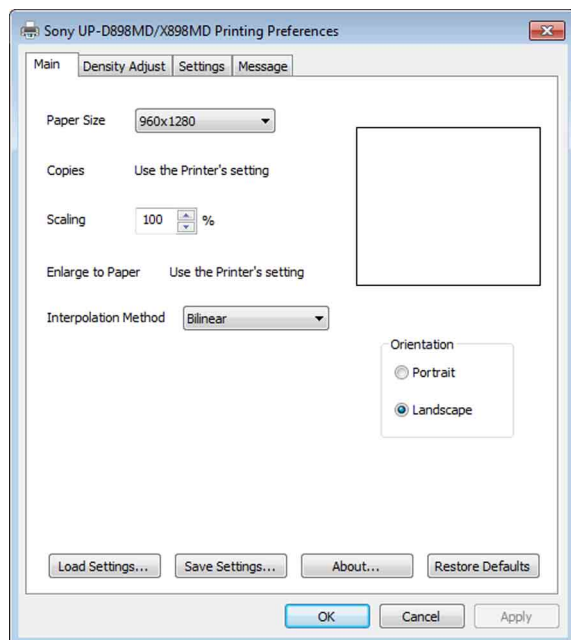 Sony UP-D898MD/X898MD Printing Preferences
Main Density Adjust Settings Message
Paper Size 960x1280
Copies Use the Printer's setting
Scaling 100 %
Enlarge to Paper Use the Printer's setting
Interpolation Method Bilinear
Orientation
Portrait
Landscape
Load Settings... Save Settings... About... Restore Defaults
OK Cancel Apply